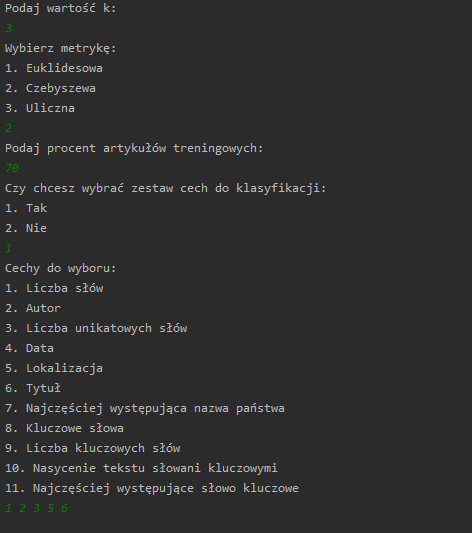 Podaj wartość k:
3
Wybierz metrykę:
1. Euklidesowa
2. Czebyszewa
3. Uliczna
2
Podaj procent artykułów treningowych:
70
Czy chcesz wybrać zestaw cech do klasyfikacji:
1. Tak
2. Nie
1
Cechy do wyboru:
1. Liczba słów
2. Autor
3. Liczba unikatowych słów
4. Data
5. Lokalizacja
6. Tytuł
7. Najczęściej występująca nazwa państwa
8. Kluczowe słowa
9. Liczba kluczowych słów
10. Nasycenie tekstu słowani kluczowymi
11. Najczęściej występujące słowo kluczowe
1 2 3 5 6